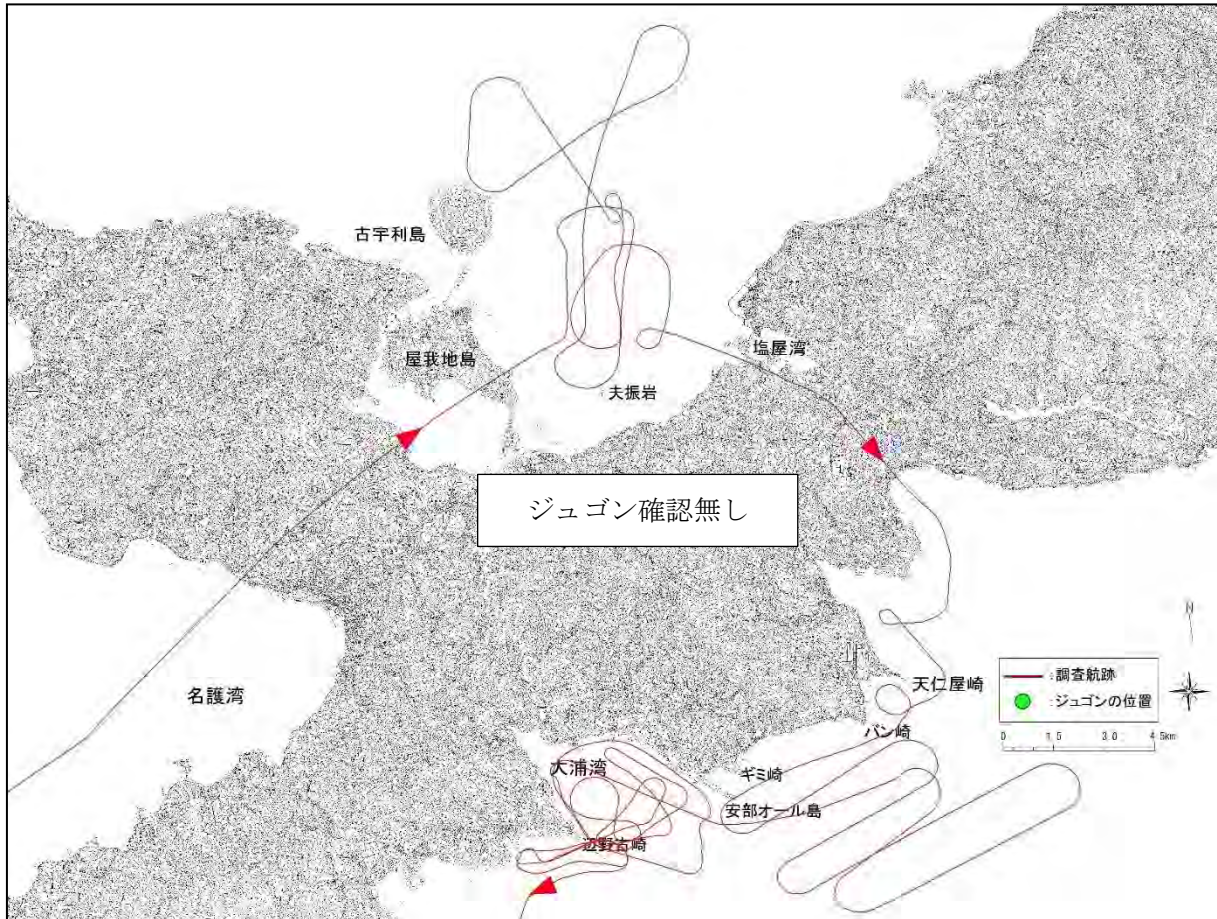 古宇利島
屋我地島
塩屋湾
夫振岩
ジュゴン確認無し
名護湾
天仁屋崎
バン崎
ギミ崎
安部オール島
大浦湾
辺野古崎
N
:調査航跡
:ジュゴンの位置
0 1.5 3.0 4.5km